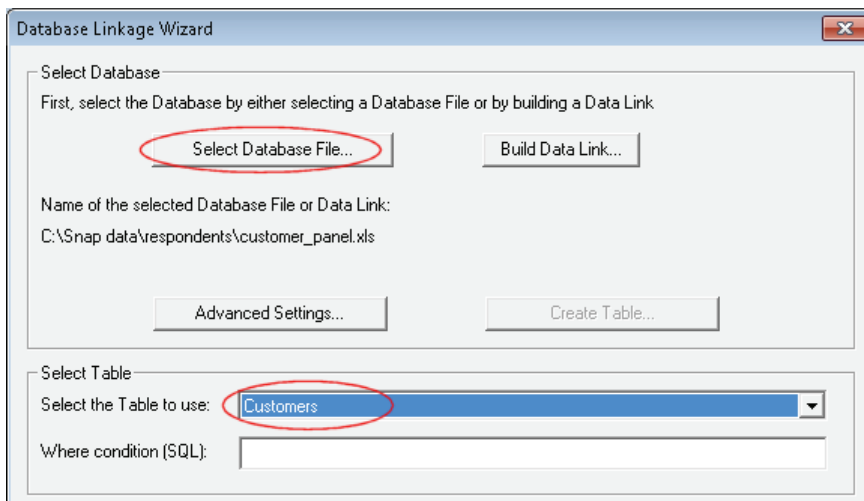 Database Linkage Wizard
Select Database
First, select the Database by either selecting a Database File or by building a Data Link
Select Database File... Build Data Link...
Name of the selected Database File or Data Link:
C:\Snap data\respondents\customer_panel.xls
Advanced Settings... Create Table...
Select Table
Select the Table to use: Customers
Where condition (SQL):